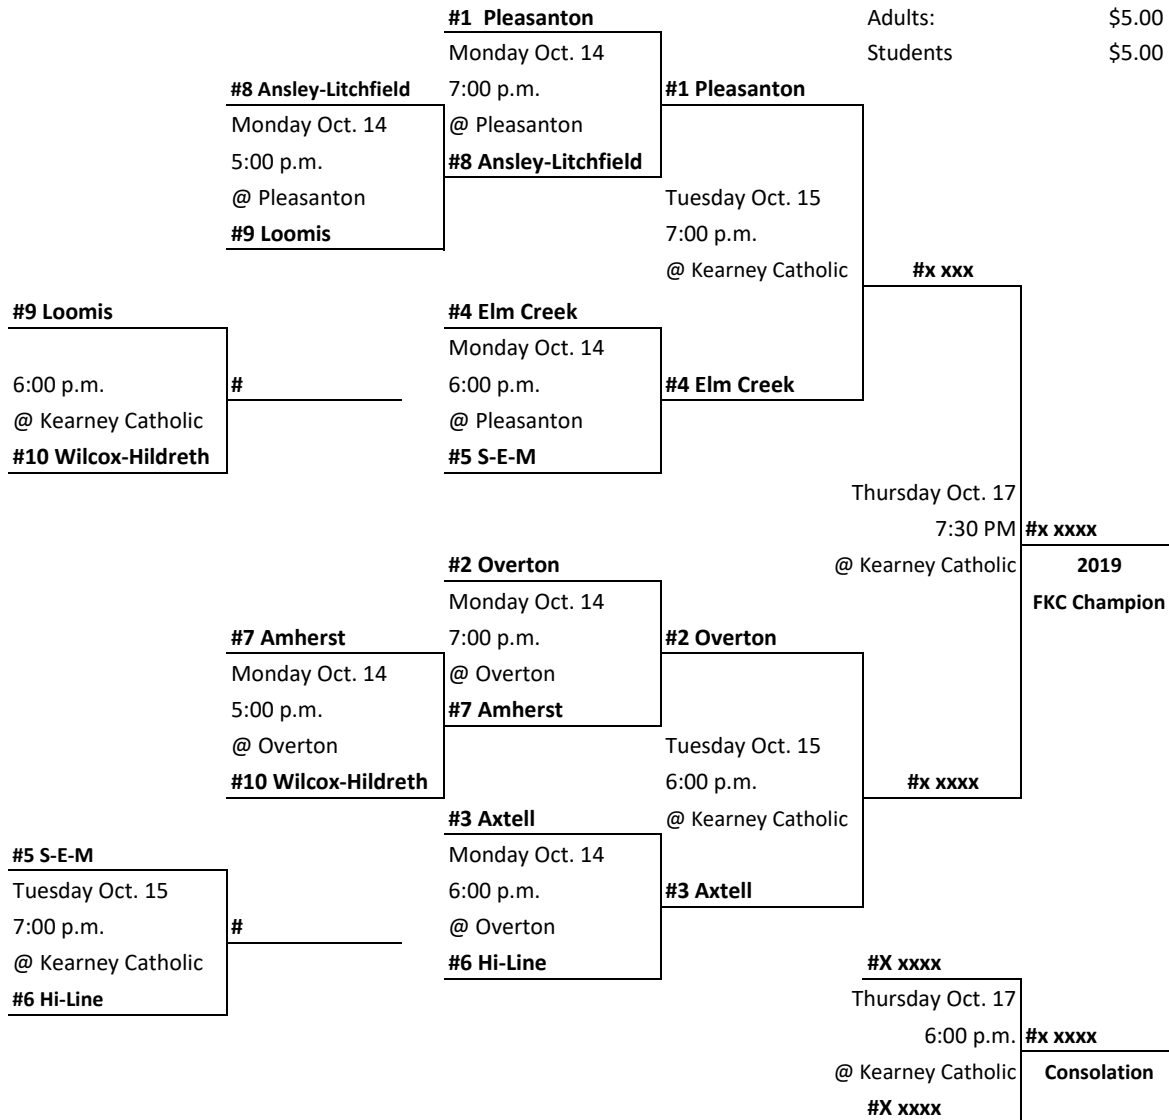 #1  Pleasanton
Adults: $5.00
Monday Oct. 14
Students $5.00
#8 Ansley-Litchfield
7:00 p.m.
#1 Pleasanton
Monday Oct. 14
@ Pleasanton
5:00 p.m.
#8 Ansley-Litchfield
@ Pleasanton
Tuesday Oct. 15
#9 Loomis
7:00 p.m.
@ Kearney Catholic
#x xxx
#9 Loomis
#4 Elm Creek
Monday Oct. 14
6:00 p.m.
#
6:00 p.m.
#4 Elm Creek
@ Kearney Catholic
@ Pleasanton
#10 Wilcox-Hildreth
#5 S-E-M
Thursday Oct. 17
7:30 PM
#x xxxx
#2 Overton
@ Kearney Catholic
2019
Monday Oct. 14
FKC Champion
#7 Amherst
7:00 p.m.
#2 Overton
Monday Oct. 14
@ Overton
5:00 p.m.
#7 Amherst
@ Overton
Tuesday Oct. 15
#10 Wilcox-Hildreth
6:00 p.m.
#x xxxx
#3 Axtell
@ Kearney Catholic
#5 S-E-M
Monday Oct. 14
Tuesday Oct. 15
6:00 p.m.
#3 Axtell
7:00 p.m.
#
@ Overton
@ Kearney Catholic
#6 Hi-Line
#X xxxx
#6 Hi-Line
Thursday Oct. 17
6:00 p.m.
#x xxxx
@ Kearney Catholic
Consolation
#X xxxx